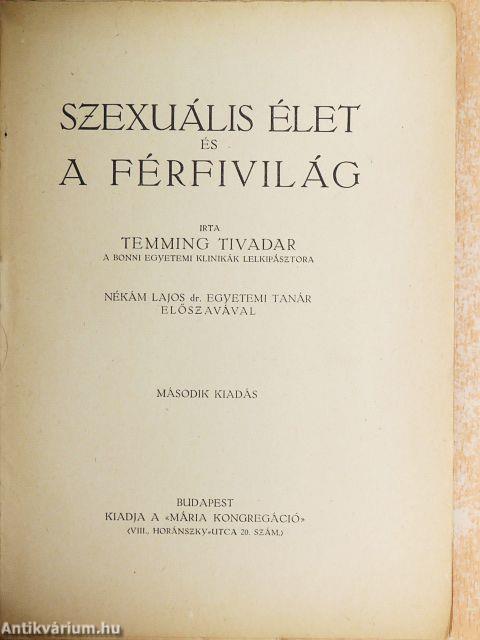 SZEXUÁLIS ÉLET
ÉS
A FÉRFIVILÁG
IRTA
TEMMING TIVADAR
A BONNI EGYETEMI KLINIKÁK LELKIPÁSZTORA
NÉKÁM LAJOS dr. EGYETEMI TANÁR
ELŐSZAVÁVAL
MÁSODIK KIADÁS
BUDAPEST
KIADJA A «MÁRIA KONGREGÁCIÓ»
(VIII., HORÁNSZKY-UTCA 20. SZÁM.)
Antikvárium.hu